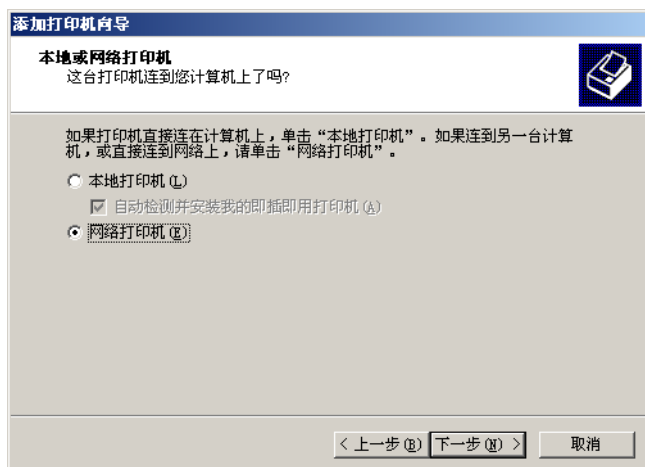 添加打印机向导
本地或网络打印机
这台打印机连到您计算机上了吗?
如果打印机直接连在计算机上，单击“本地打印机”。如果连到另一台计算
机，或直接连到网络上，请单击“网络打印机”。
本地打印机(L)
自动检测并安装我的即插即用打印机(A)
网络打印机(E)
< 上一步(B) 下一步(N) > 取消